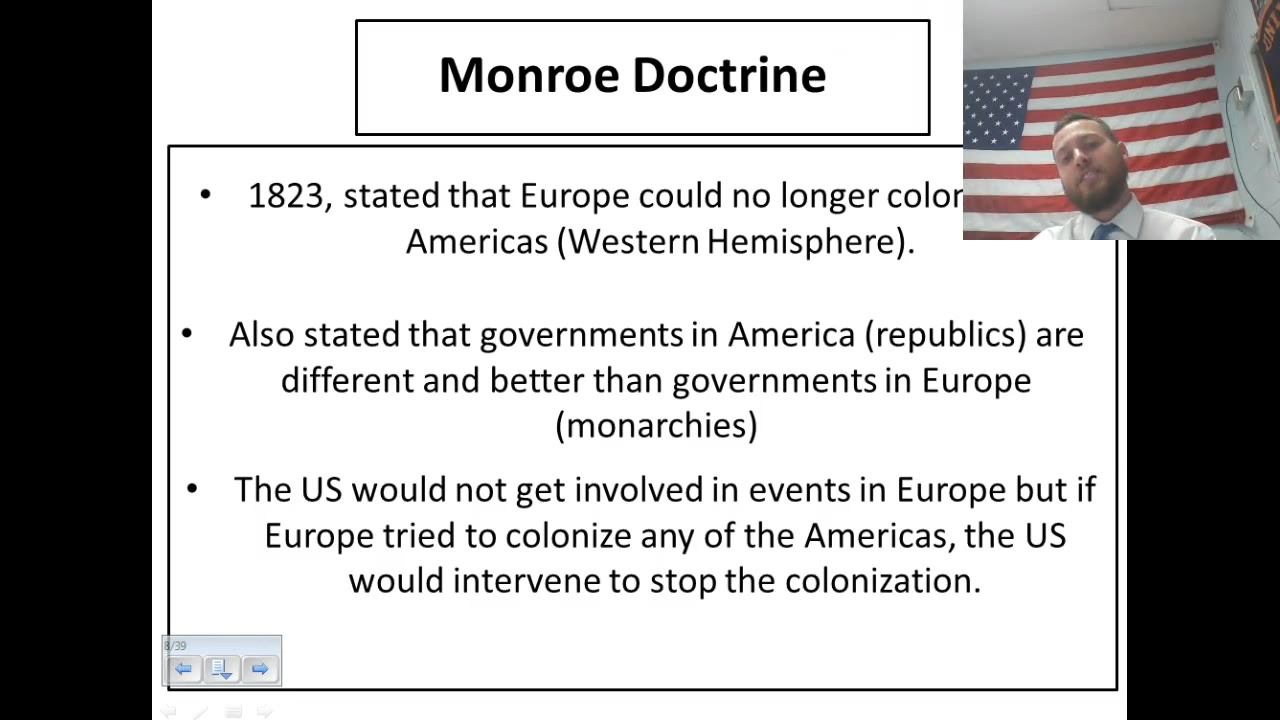 Monroe Doctrine
• 1823, stated that Europe could no longer
Americas (Western Hemisphere).
• Also stated that governments in America (republics) are
different and better than governments in Europe
(monarchies)
• The US would not get involved in events in Europe but if
Europe tried to colonize any of the Americas, the US
would intervene to stop the colonization.
8/39